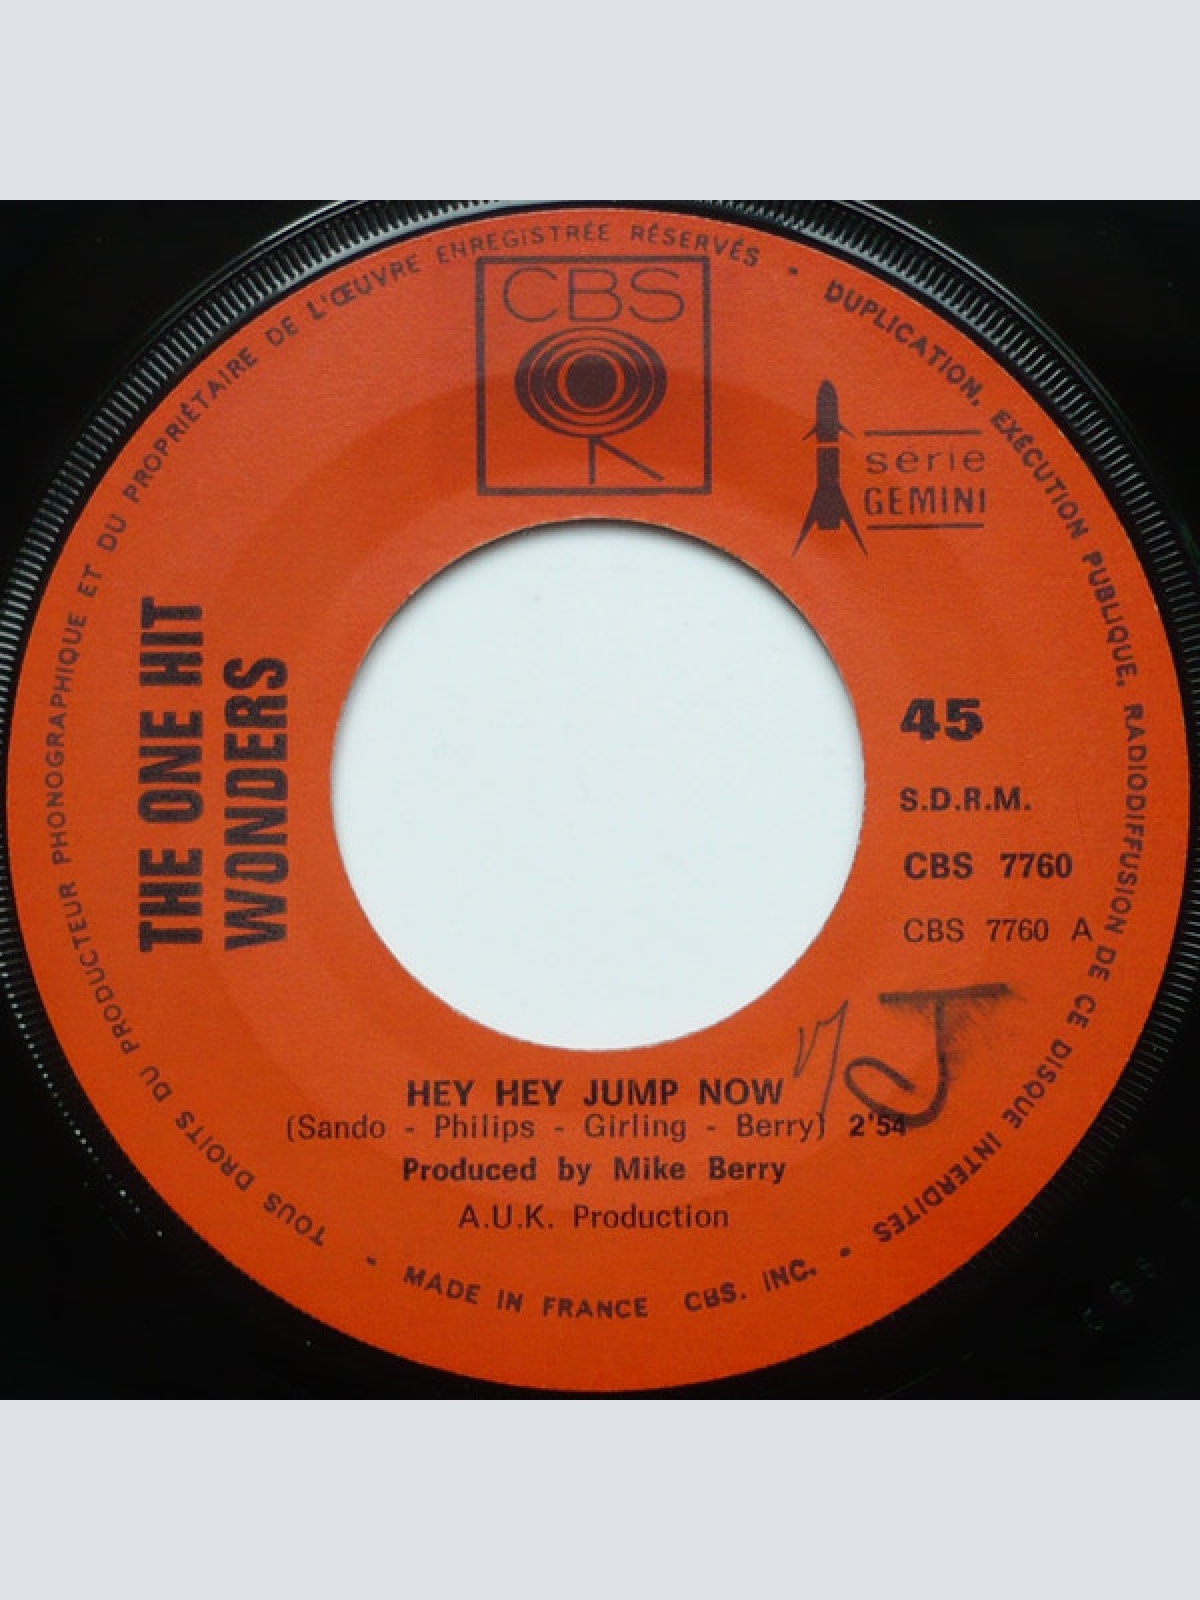 CBS
TOUS DROITS DU PRODUCTEUR PHONOGRAPHIQUE ET DU PROPRIÉTAIRE DE L'ŒUVRE ENREGISTRÉE RÉSERVÉS • DUPLICATION, EXÉCUTION PUBLIQUE, RADIODIFFUSION DE CE DISQUE INTERDITES •
série
GEMINI
THE ONE HIT
WONDERS
45
S.D.R.M.
CBS 7760
CBS 7760 A
HEY HEY JUMP NOW
(Sando - Philips - Girling - Berry) 2'54
Produced by Mike Berry
A.U.K. Production
• MADE IN FRANCE CBS. INC.